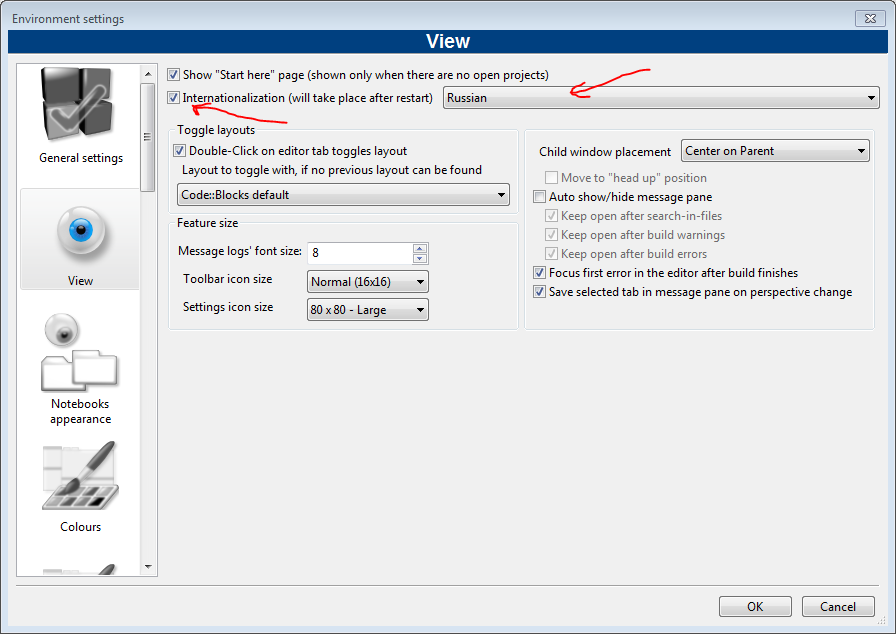 Environment settings
View
General settings
View
Notebooks
appearance
Colours
Show "Start here" page (shown only when there are no open projects)
Internationalization (will take place after restart)
Russian
Toggle layouts
Double-Click on editor tab toggles layout
Layout to toggle with, if no previous layout can be found
Code::Blocks default
Feature size
Message logs' font size:
8
Toolbar icon size
Normal (16x16)
Settings icon size
80 x 80 - Large
Child window placement
Center on Parent
Move to "head up" position
Auto show/hide message pane
Keep open after search-in-files
Keep open after build warnings
Keep open after build errors
Focus first error in the editor after build finishes
Save selected tab in message pane on perspective change
OK
Cancel